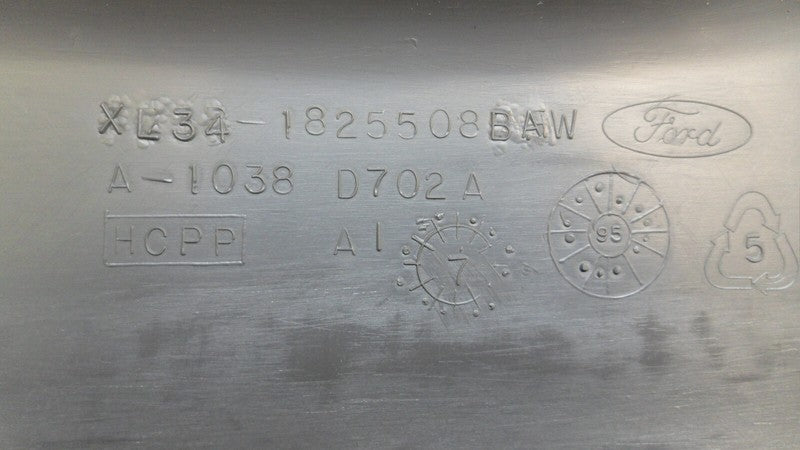 XL34-1825508BAW Ford
A-1038 D702A
HCPP A1 7 95 5